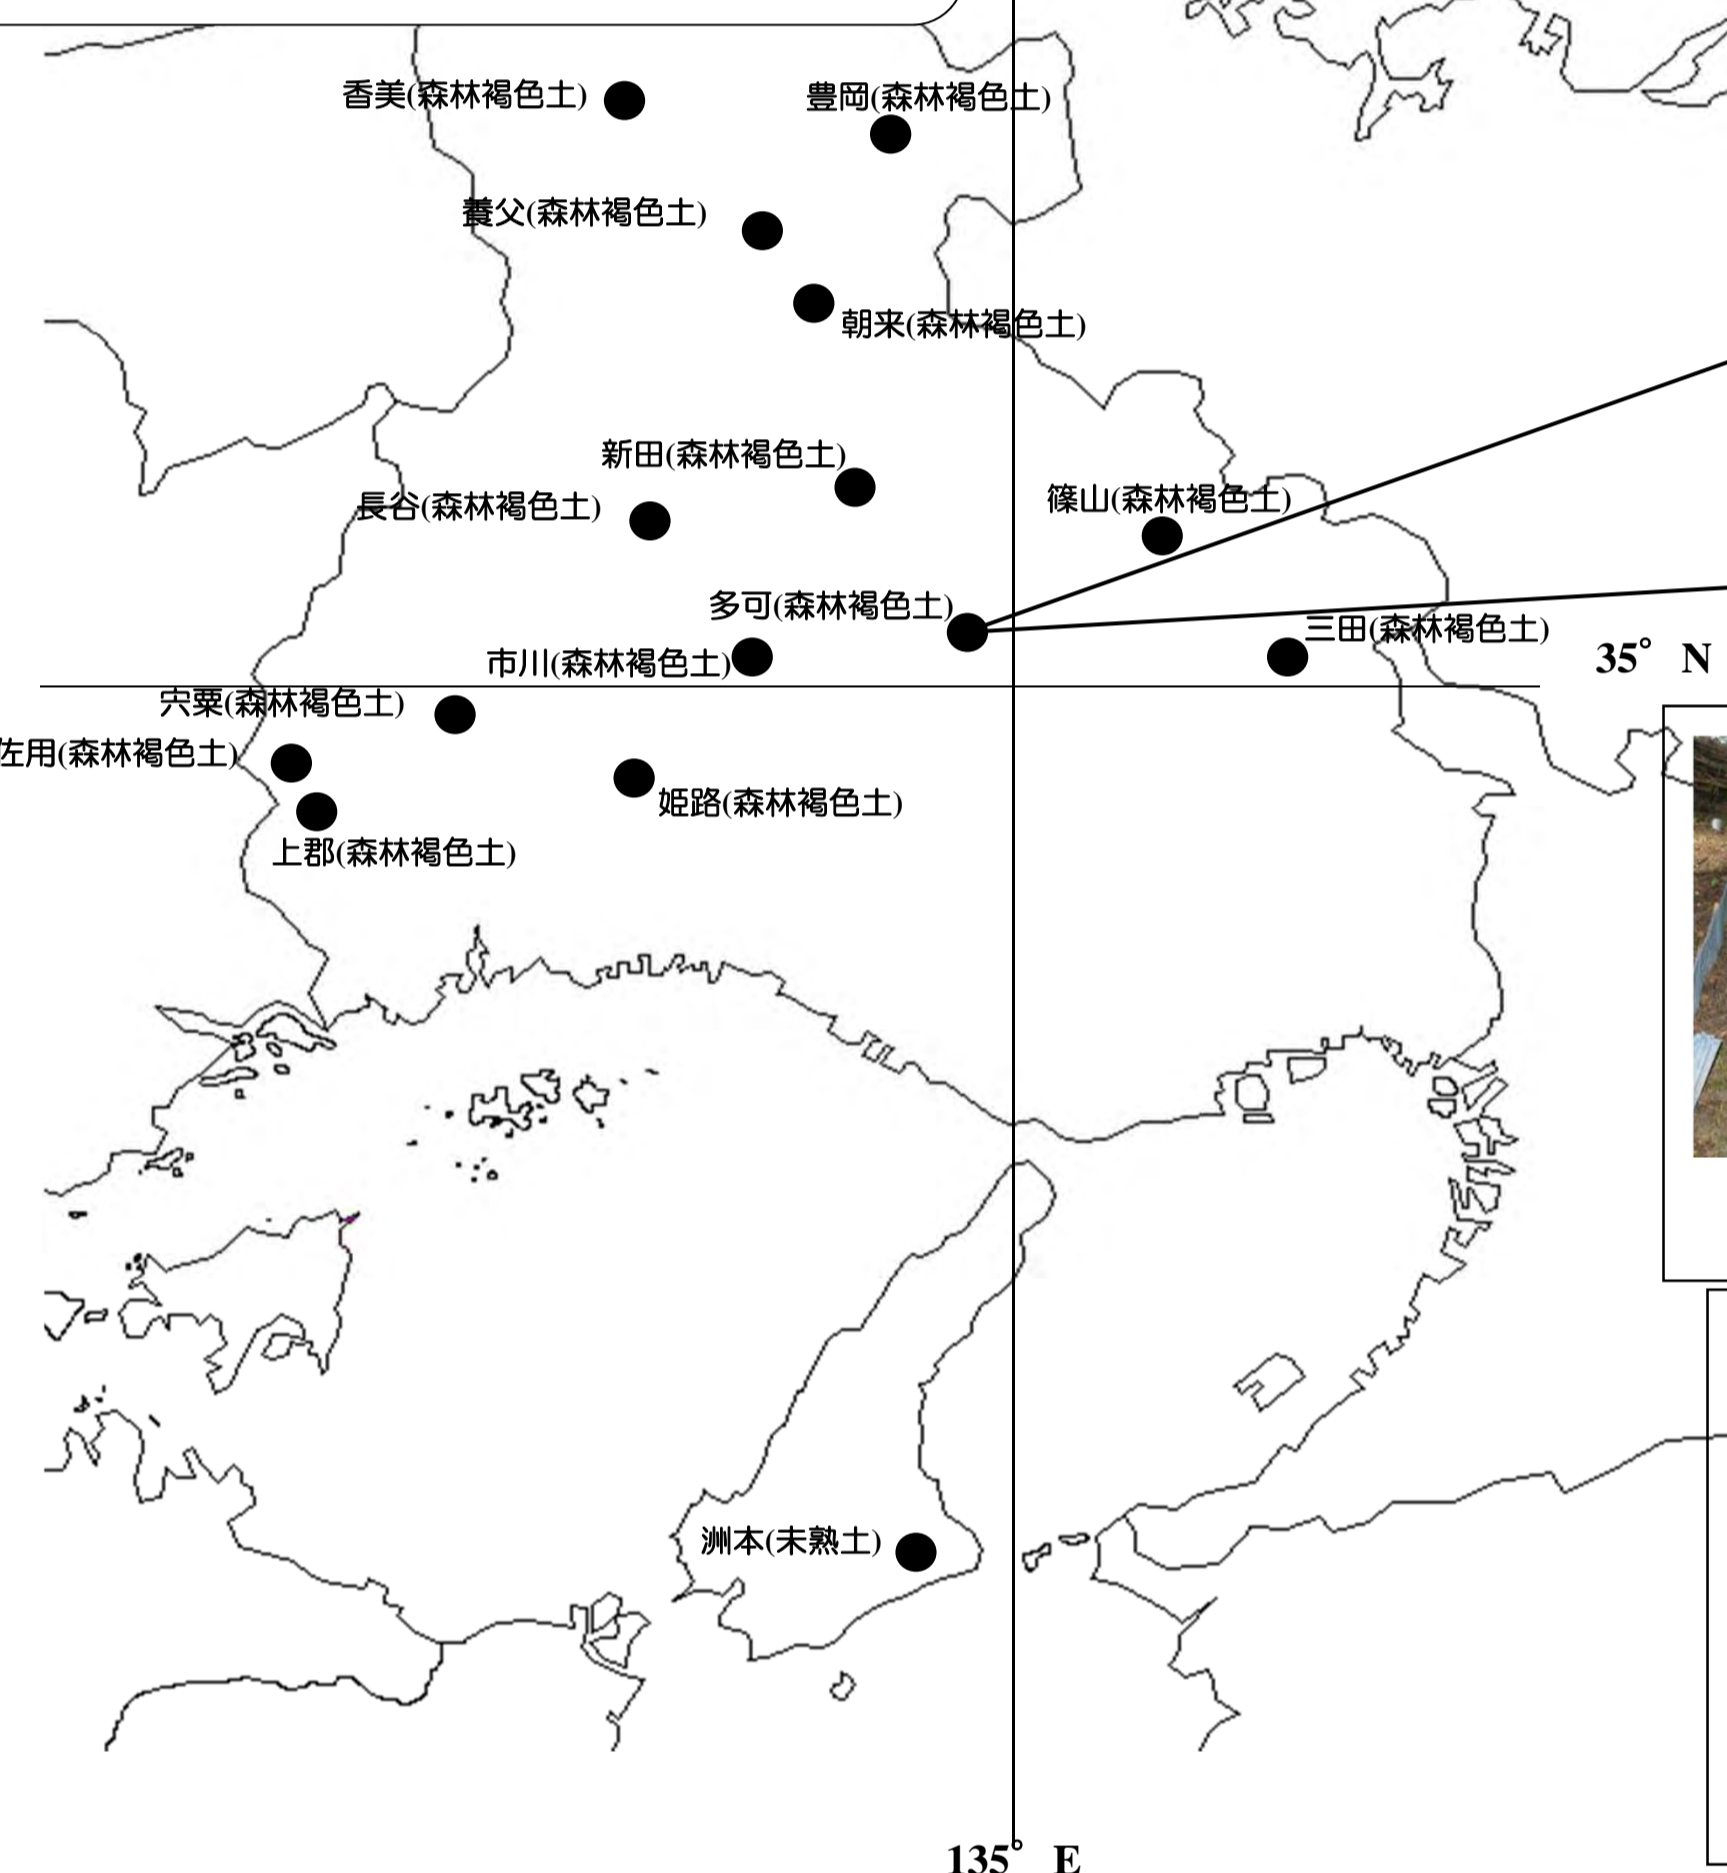 香美(森林褐色土)
豊岡(森林褐色土)
養父(森林褐色土)
朝来(森林褐色土)
新田(森林褐色土)
長谷(森林褐色土)
篠山(森林褐色土)
多可(森林褐色土)
三田(森林褐色土)
市川(森林褐色土)
35° N
宍粟(森林褐色土)
佐用(森林褐色土)
姫路(森林褐色土)
上郡(森林褐色土)
洲本(未熟土)
135° E